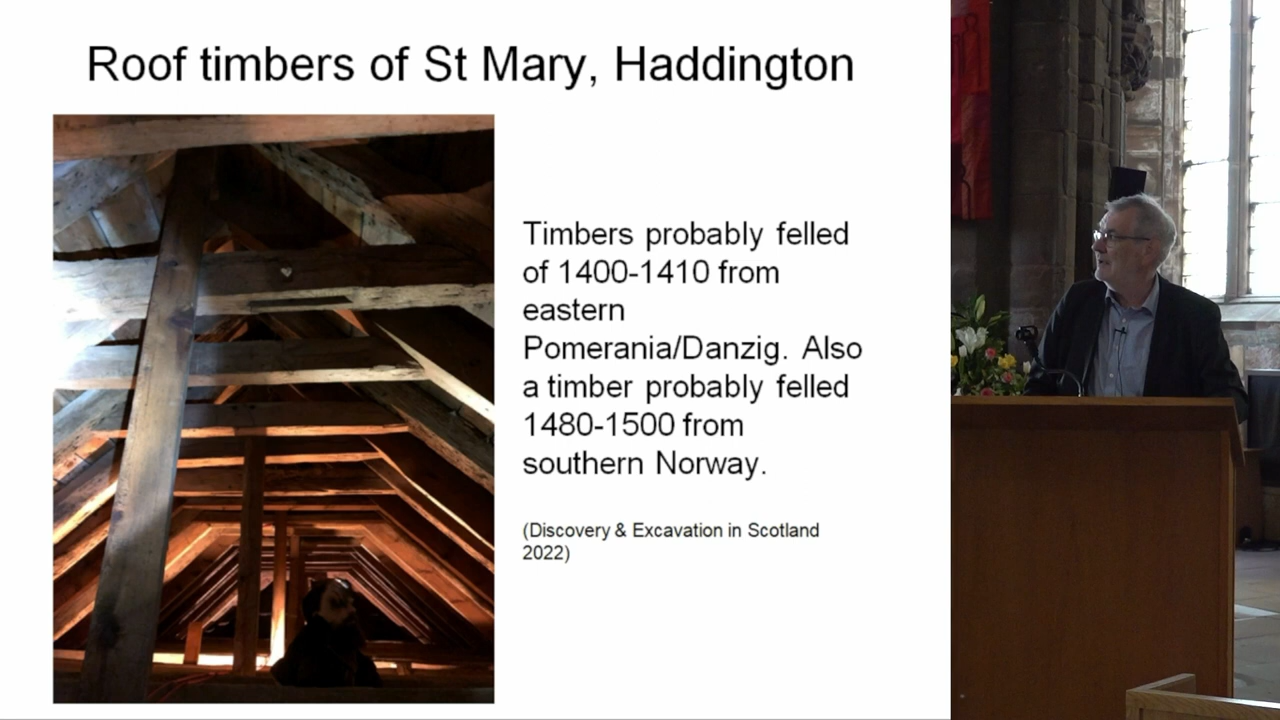 Roof timbers of St Mary, Haddington
Timbers probably felled
of 1400-1410 from
eastern
Pomerania/Danzig. Also
a timber probably felled
1480-1500 from
southern Norway.
(Discovery & Excavation in Scotland
2022)